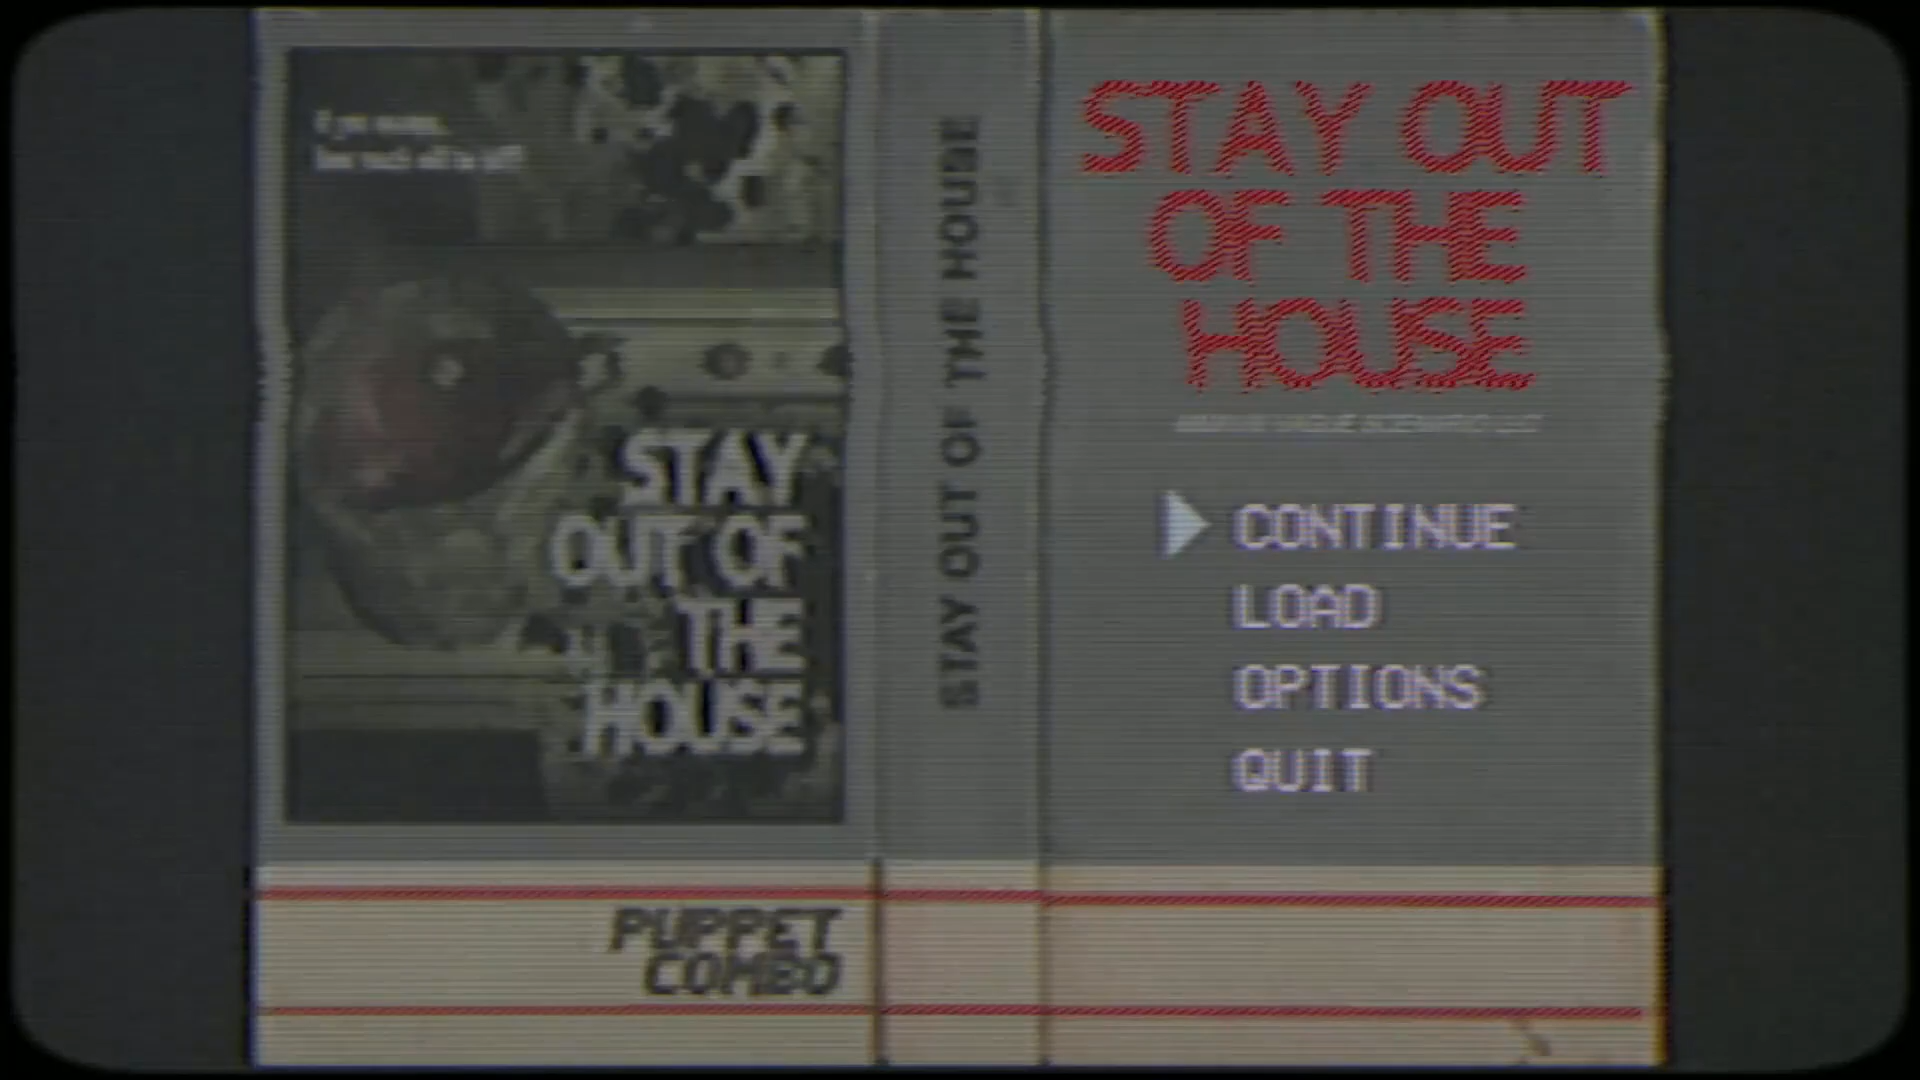 STAY
OUT OF
THE
HOUSE
PUPPET
COMBO
STAY OUT OF THE HOUSE
STAY OUT
OF THE
HOUSE
CONTINUE
LOAD
OPTIONS
QUIT